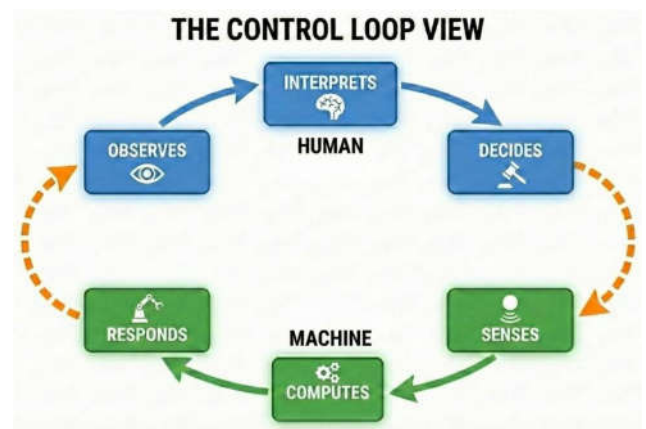 THE CONTROL LOOP VIEW
INTERPRETS
HUMAN
OBSERVES
DECIDES
RESPONDS
MACHINE
SENSES
COMPUTES